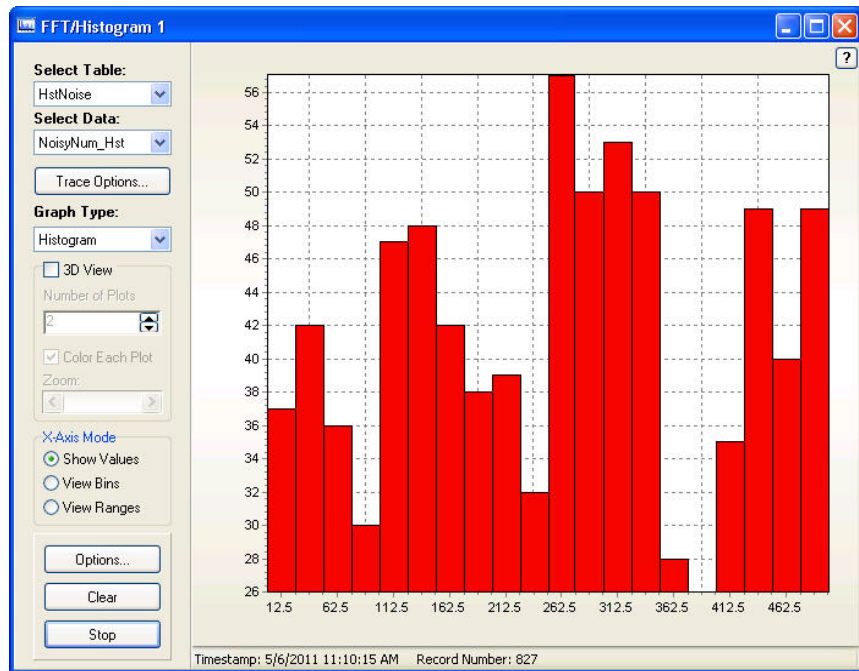 FFT/Histogram 1
?
Select Table:
HstNoise
Select Data:
NoisyNum_Hst
Trace Options...
Graph Type:
Histogram
3D View
Number of Plots
2
Color Each Plot
Zoom:
X-Axis Mode
Show Values
View Bins
View Ranges
Options...
Clear
Stop
56
54
52
50
48
46
44
42
40
38
36
34
32
30
28
26
12.5 62.5 112.5 162.5 212.5 262.5 312.5 362.5 412.5 462.5
Timestamp: 5/6/2011 11:10:15 AM Record Number: 827